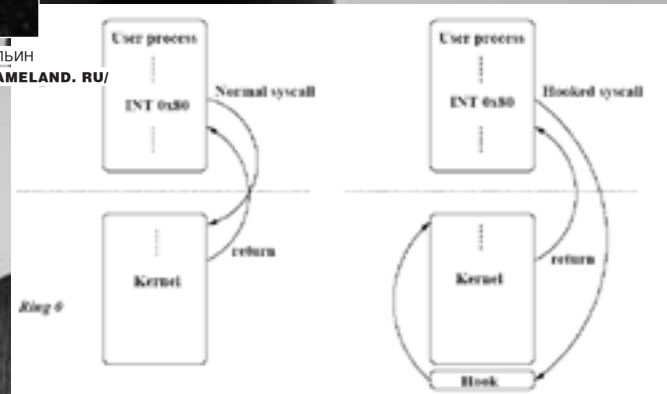 ЛЬИН
AMELAND. RU/
User process
INT 0x80
Normal syscall
return
Kernel
Ring 0
User process
INT 0x80
Hooked syscall
return
Kernel
Hook